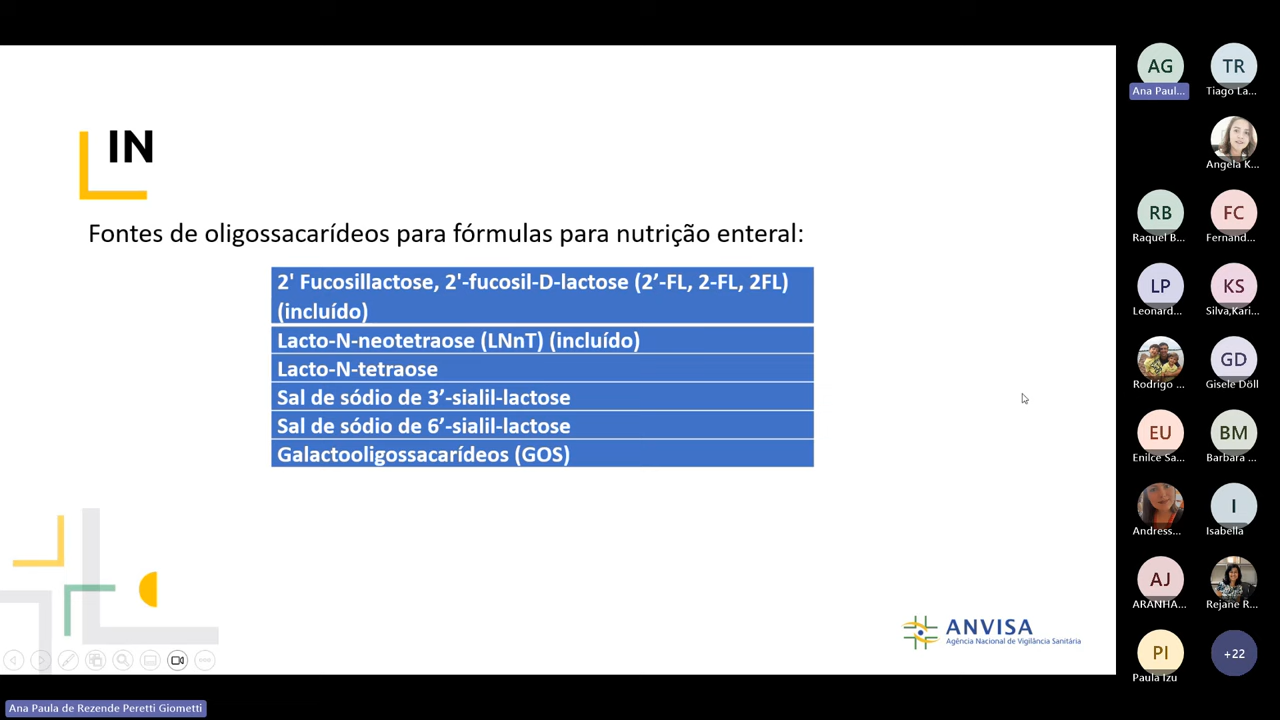 IN
Fontes de oligossacarídeos para fórmulas para nutrição enteral:
2' Fucosillactose, 2'-fucosil-D-lactose (2’-FL, 2-FL, 2FL)
(incluído)
Lacto-N-neotetraose (LNnT) (incluído)
Lacto-N-tetraose
Sal de sódio de 3’-sialil-lactose
Sal de sódio de 6’-sialil-lactose
Galactooligossacarídeos (GOS)
ANVISA
Agência Nacional de Vigilância Sanitária
AG
TR
Ana Paul...
Tiago La...
Angela K...
RB
FC
Raquel B...
Fernand...
LP
KS
Leonard...
Silva,Kari...
GD
Rodrigo ...
Gisele Döll
EU
BM
Enilce Sa...
Barbara ...
I
Andress...
Isabella
AJ
ARANHA...
Rejane R...
PI
+22
Paula Izu
Ana Paula de Rezende Peretti Giometti